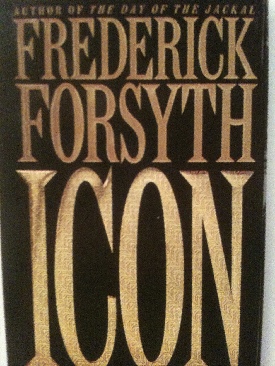 AUTHOR OF THE DAY OF THE JACKAL
FREDERICK
FORSYTH
ICON